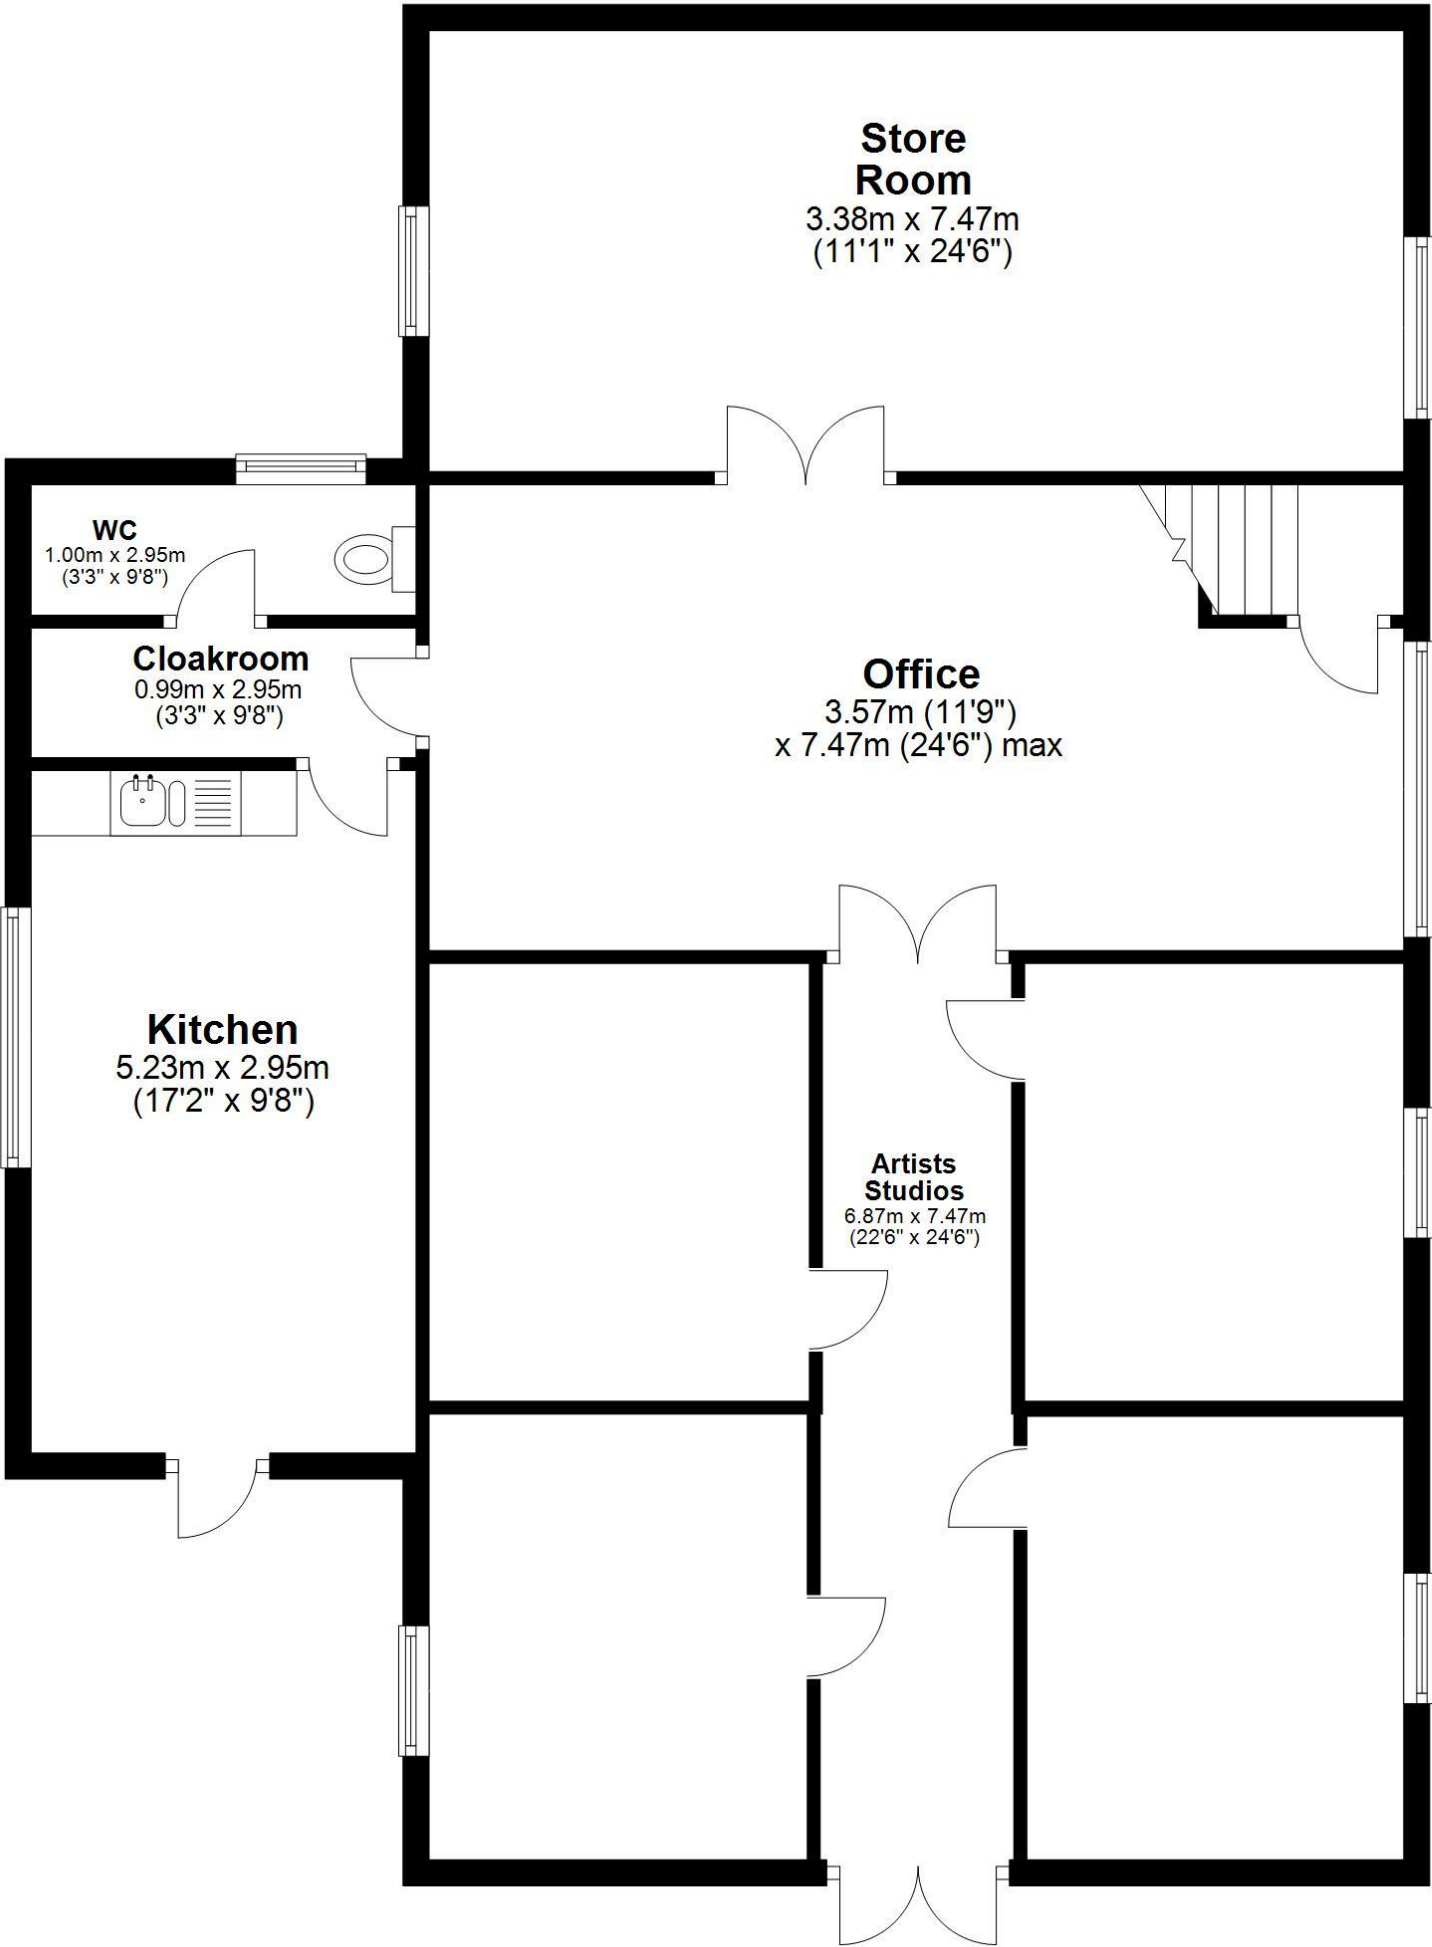 Store
Room
3.38m x 7.47m
(11'1" x 24'6")
WC
1.00m x 2.95m
(3'3" x 9'8")
Cloakroom
0.99m x 2.95m
(3'3" x 9'8")
Office
3.57m (11'9")
x 7.47m (24'6") max
Kitchen
5.23m x 2.95m
(17'2" x 9'8")
Artists
Studios
6.87m x 7.47m
(22'6" x 24'6")